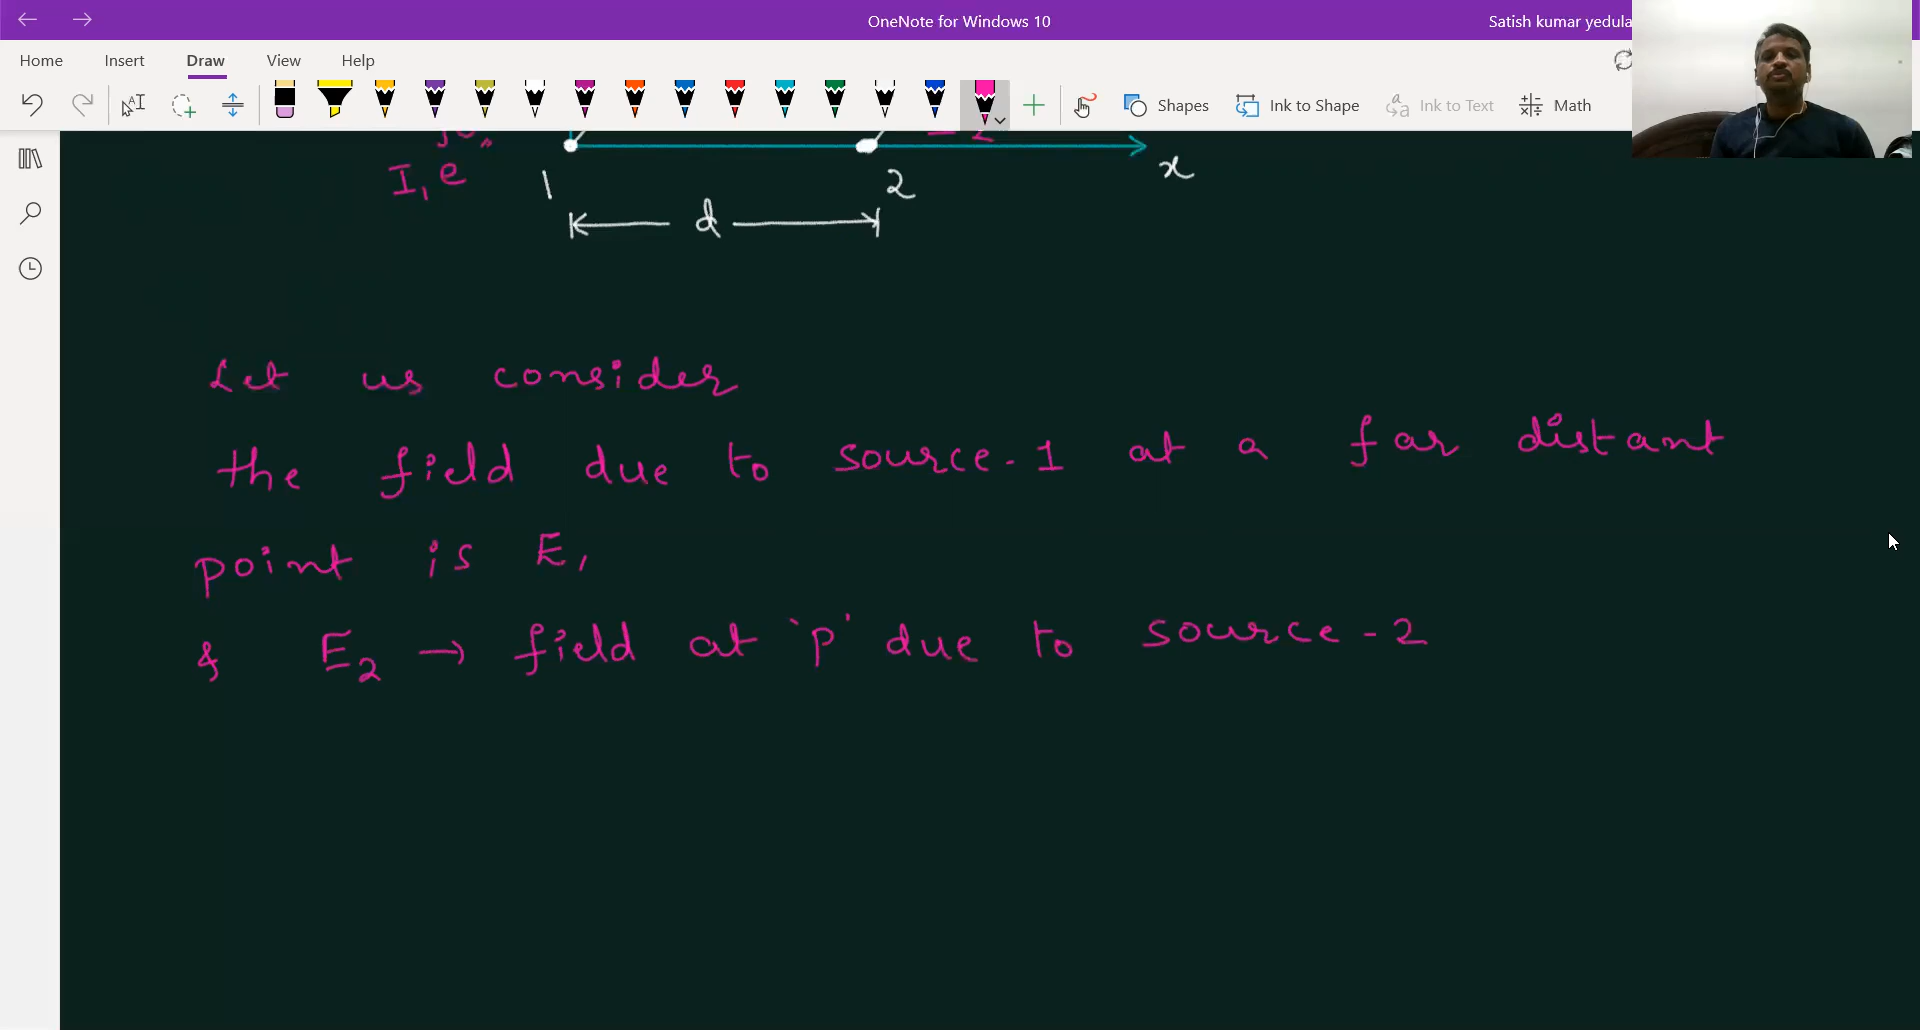 OneNote for Windows 10
Satish kumar yedula
Home Insert Draw View Help
Shapes Ink to Shape Ink to Text Math
I₁ e
1 2 x
d
Let us consider
the field due to source-1 at a far distant
point is E₁
& E₂ → field at 'P' due to source-2